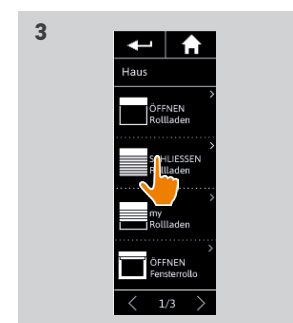 3
Haus
ÖFFNEN
Rollladen
SCHLIESSEN
Rollladen
my
Rollladen
ÖFFNEN
Fensterrollo
< 1/3 >